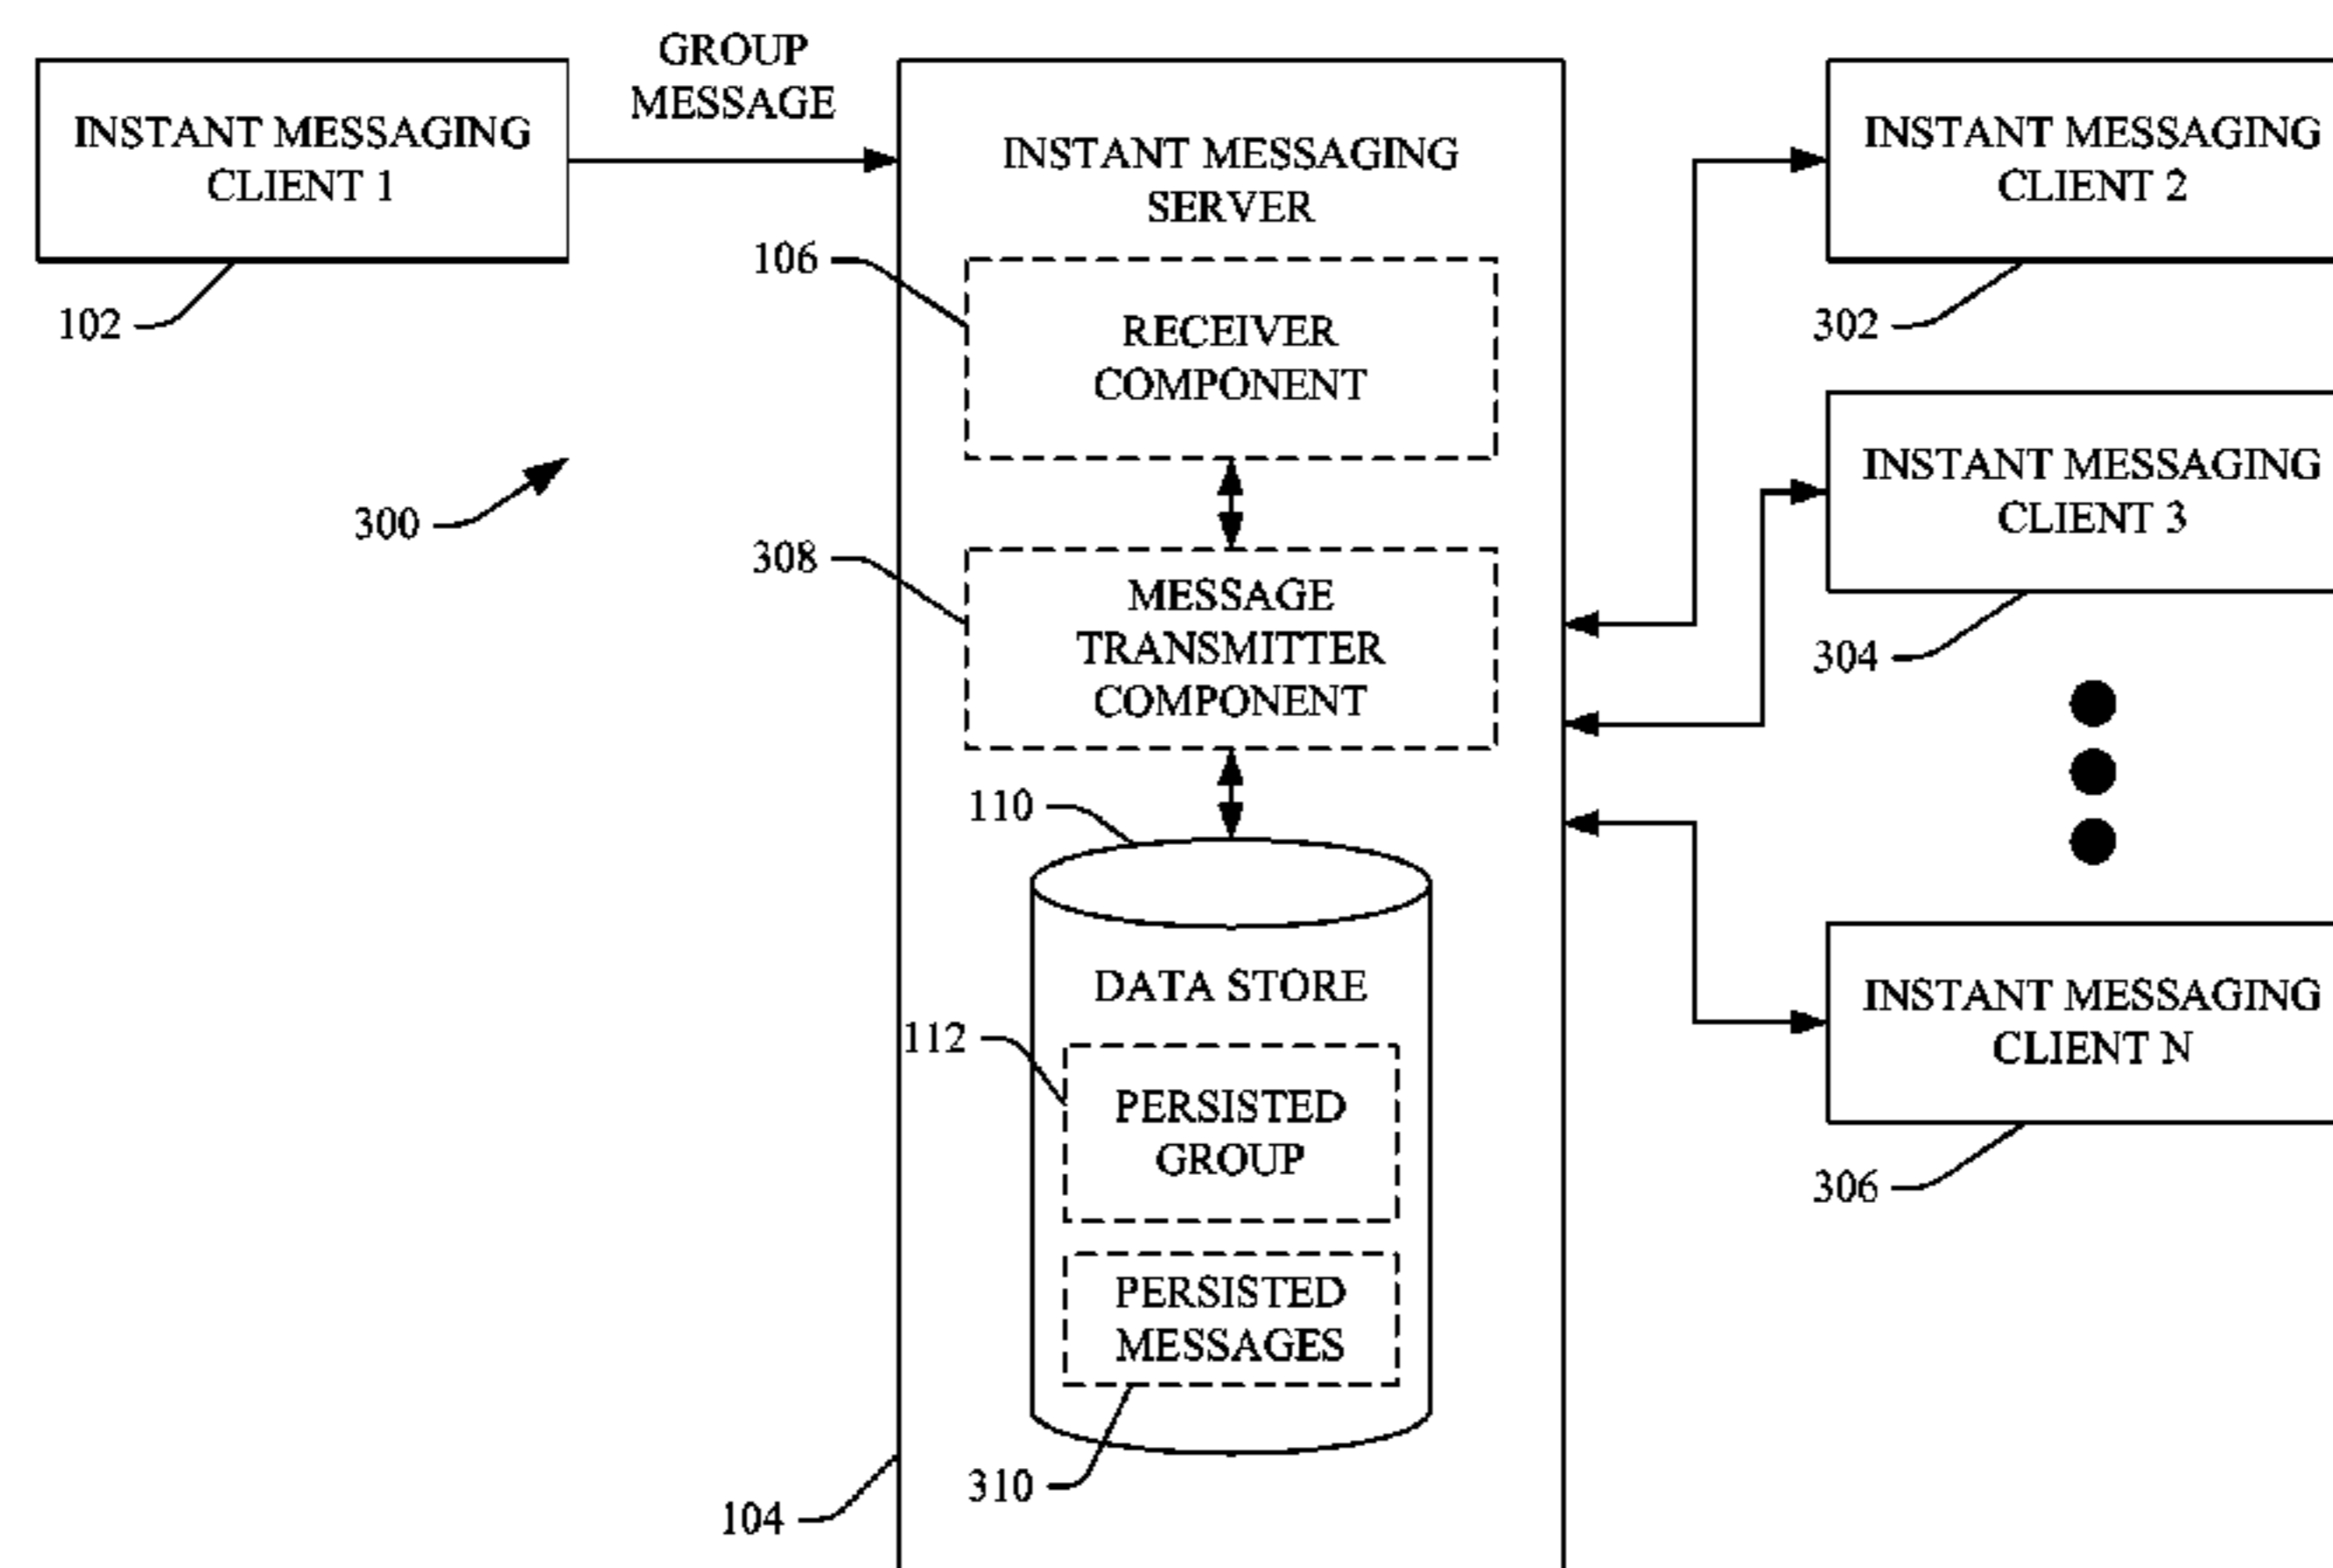 GROUP
MESSAGE
INSTANT MESSAGING
CLIENT 1
102
300
INSTANT MESSAGING
SERVER
106
RECEIVER
COMPONENT
308
MESSAGE
TRANSMITTER
COMPONENT
110
DATA STORE
112
PERSISTED
GROUP
PERSISTED
MESSAGES
310
104
INSTANT MESSAGING
CLIENT 2
302
INSTANT MESSAGING
CLIENT 3
304
INSTANT MESSAGING
CLIENT N
306